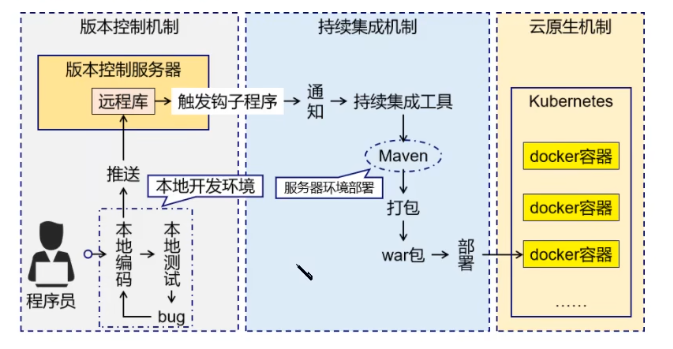 版本控制机制
持续集成机制
云原生机制
版本控制服务器
远程库
触发钩子程序
通知
持续集成工具
Kubernetes
Maven
docker容器
推送
本地开发环境
服务器环境部署
打包
docker容器
本地编码
本地测试
war包
部署
docker容器
程序员
bug
……